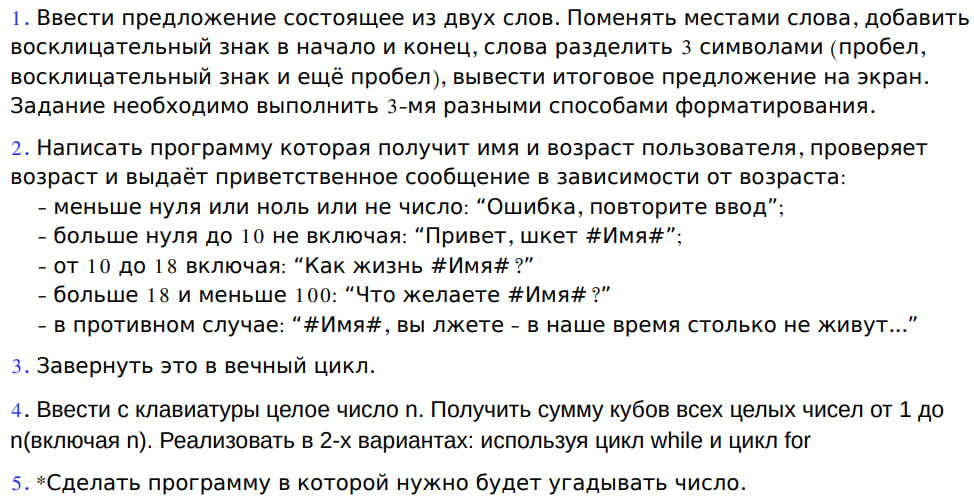 1. Ввести предложение состоящее из двух слов. Поменять местами слова, добавить
восклицательный знак в начало и конец, слова разделить 3 символами (пробел,
восклицательный знак и ещё пробел), вывести итоговое предложение на экран.
Задание необходимо выполнить 3-мя разными способами форматирования.
2. Написать программу которая получит имя и возраст пользователя, проверяет
возраст и выдаёт приветственное сообщение в зависимости от возраста:
- меньше нуля или ноль или не число: “Ошибка, повторите ввод”;
- больше нуля до 10 не включая: “Привет, шкет #Имя#”;
- от 10 до 18 включая: “Как жизнь #Имя#?”
- больше 18 и меньше 100: “Что желаете #Имя#?”
- в противном случае: “#Имя#, вы лжете - в наше время столько не живут...”
3. Завернуть это в вечный цикл.
4. Ввести с клавиатуры целое число n. Получить сумму кубов всех целых чисел от 1 до
n(включая n). Реализовать в 2-х вариантах: используя цикл while и цикл for
5. *Сделать программу в которой нужно будет угадывать число.